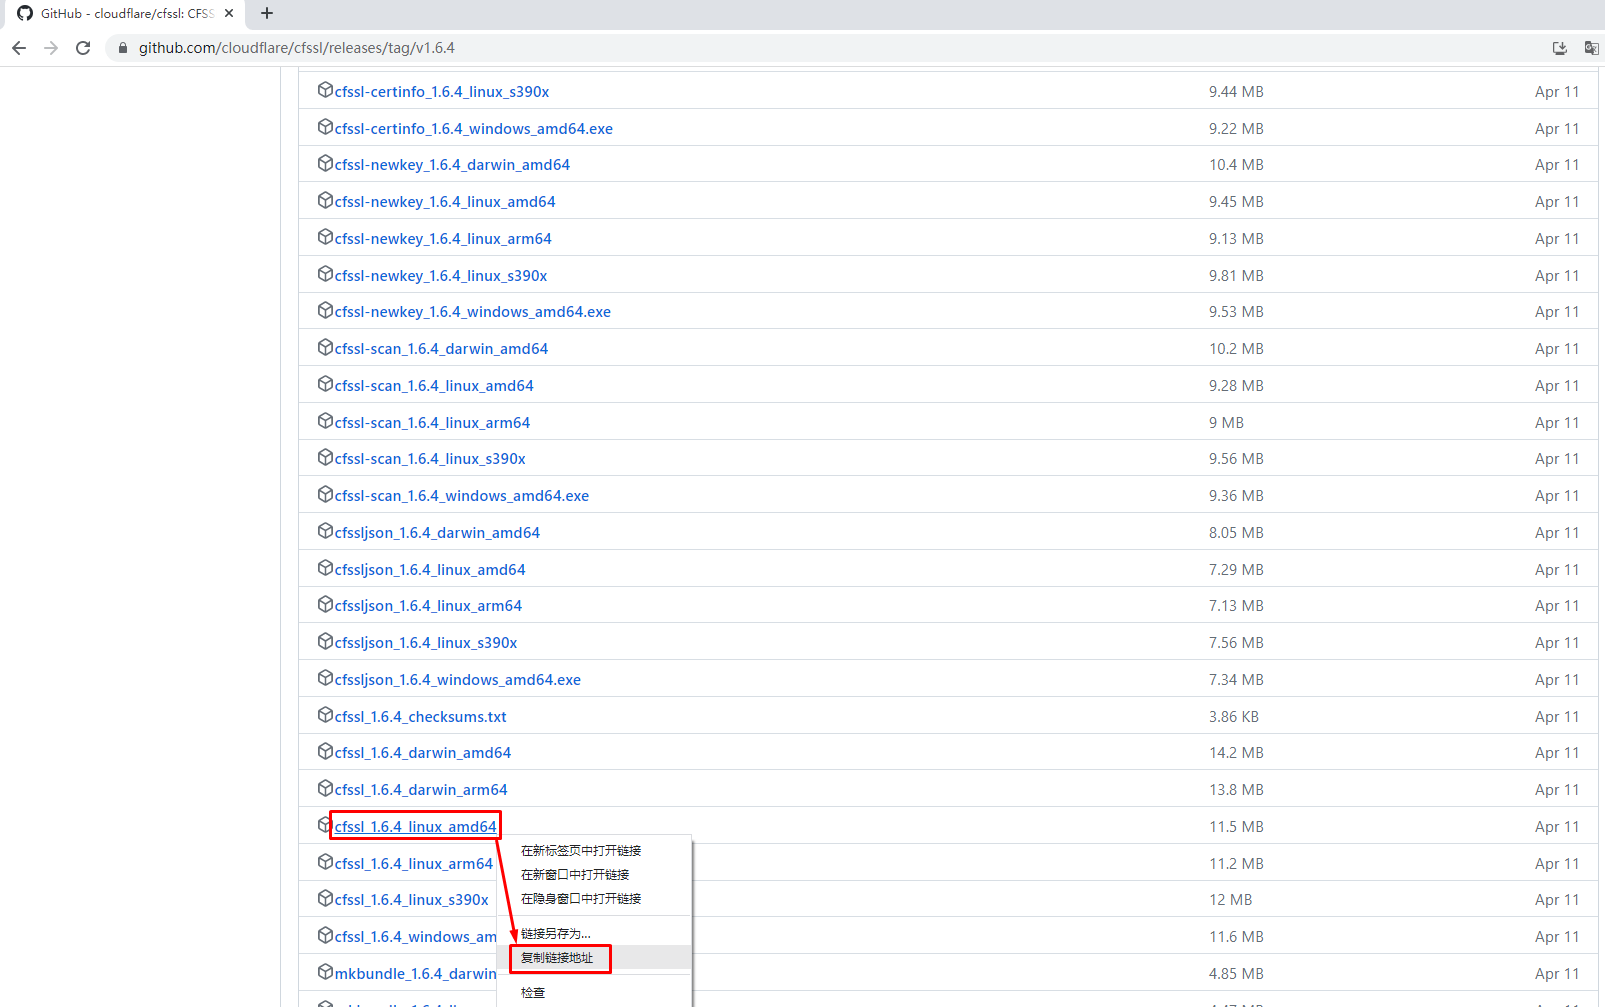 GitHub - cloudflare/cfssl: CFSS
github.com/cloudflare/cfssl/releases/tag/v1.6.4
cfssl-certinfo_1.6.4_linux_s390x 9.44 MB Apr 11
cfssl-certinfo_1.6.4_windows_amd64.exe 9.22 MB Apr 11
cfssl-newkey_1.6.4_darwin_amd64 10.4 MB Apr 11
cfssl-newkey_1.6.4_linux_amd64 9.45 MB Apr 11
cfssl-newkey_1.6.4_linux_arm64 9.13 MB Apr 11
cfssl-newkey_1.6.4_linux_s390x 9.81 MB Apr 11
cfssl-newkey_1.6.4_windows_amd64.exe 9.53 MB Apr 11
cfssl-scan_1.6.4_darwin_amd64 10.2 MB Apr 11
cfssl-scan_1.6.4_linux_amd64 9.28 MB Apr 11
cfssl-scan_1.6.4_linux_arm64 9 MB Apr 11
cfssl-scan_1.6.4_linux_s390x 9.56 MB Apr 11
cfssl-scan_1.6.4_windows_amd64.exe 9.36 MB Apr 11
cfssljson_1.6.4_darwin_amd64 8.05 MB Apr 11
cfssljson_1.6.4_linux_amd64 7.29 MB Apr 11
cfssljson_1.6.4_linux_arm64 7.13 MB Apr 11
cfssljson_1.6.4_linux_s390x 7.56 MB Apr 11
cfssljson_1.6.4_windows_amd64.exe 7.34 MB Apr 11
cfssl_1.6.4_checksums.txt 3.86 KB Apr 11
cfssl_1.6.4_darwin_amd64 14.2 MB Apr 11
cfssl_1.6.4_darwin_arm64 13.8 MB Apr 11
cfssl_1.6.4_linux_amd64 11.5 MB Apr 11
cfssl_1.6.4_linux_arm64 11.2 MB Apr 11
cfssl_1.6.4_linux_s390x 12 MB Apr 11
cfssl_1.6.4_windows_am 11.6 MB Apr 11
mkbundle_1.6.4_darwin 4.85 MB Apr 11
在新标签页中打开链接
在新窗口中打开链接
在隐身窗口中打开链接
链接另存为...
复制链接地址
检查